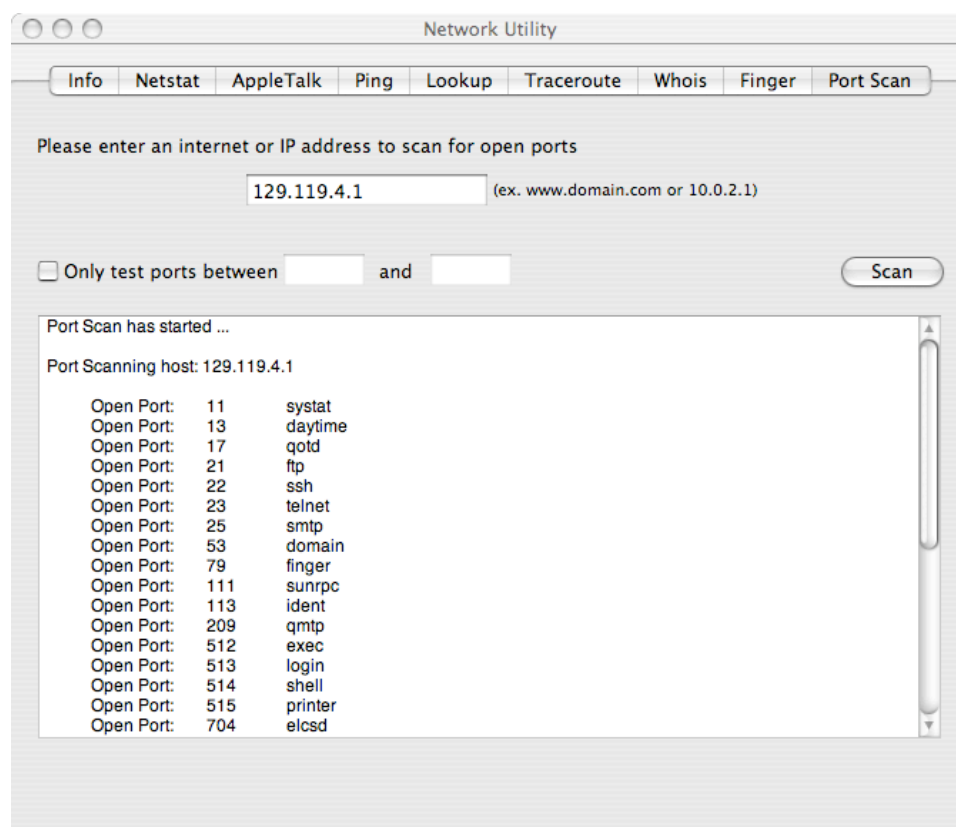 Network Utility
Info Netstat AppleTalk Ping Lookup Traceroute Whois Finger Port Scan
Please enter an internet or IP address to scan for open ports
129.119.4.1 (ex. www.domain.com or 10.0.2.1)
Only test ports between and Scan
Port Scan has started ...
Port Scanning host: 129.119.4.1
Open Port: 11 systat
Open Port: 13 daytime
Open Port: 17 qotd
Open Port: 21 ftp
Open Port: 22 ssh
Open Port: 23 telnet
Open Port: 25 smtp
Open Port: 53 domain
Open Port: 79 finger
Open Port: 111 sunrpc
Open Port: 113 ident
Open Port: 209 qmtp
Open Port: 512 exec
Open Port: 513 login
Open Port: 514 shell
Open Port: 515 printer
Open Port: 704 elcsd